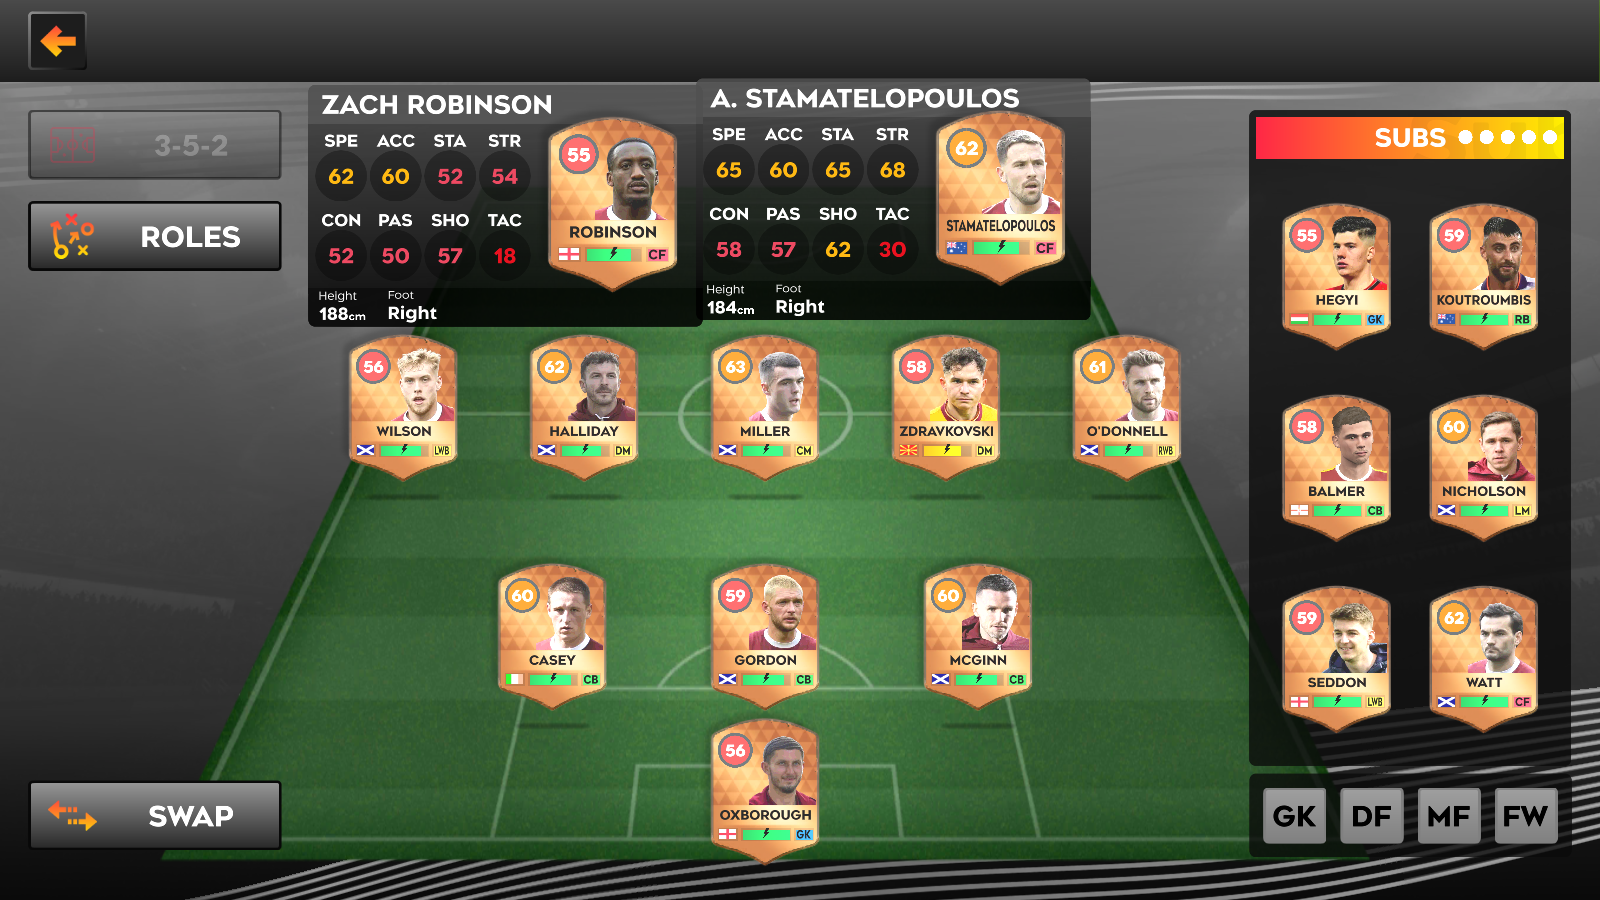 3-5-2
ROLES
ZACH ROBINSON
SPE ACC STA STR
62 60 52 54
CON PAS SHO TAC
52 50 57 18
Height Foot
188cm Right
55
ROBINSON
CF
A. STAMATELOPOULOS
SPE ACC STA STR
65 60 65 68
CON PAS SHO TAC
58 57 62 30
Height Foot
184cm Right
62
STAMATELOPOULOS
CF
56
WILSON
LWB
62
HALLIDAY
DM
63
MILLER
CM
58
ZDRAVKOVSKI
DM
61
O'DONNELL
RWB
60
CASEY
CB
59
GORDON
CB
60
MCGINN
CB
56
OXBOROUGH
GK
SWAP
SUBS
55
HEGYI
GK
59
KOUTROUMBIS
RB
58
BALMER
CB
60
NICHOLSON
LM
59
SEDDON
LWB
62
WATT
CF
GK DF MF FW